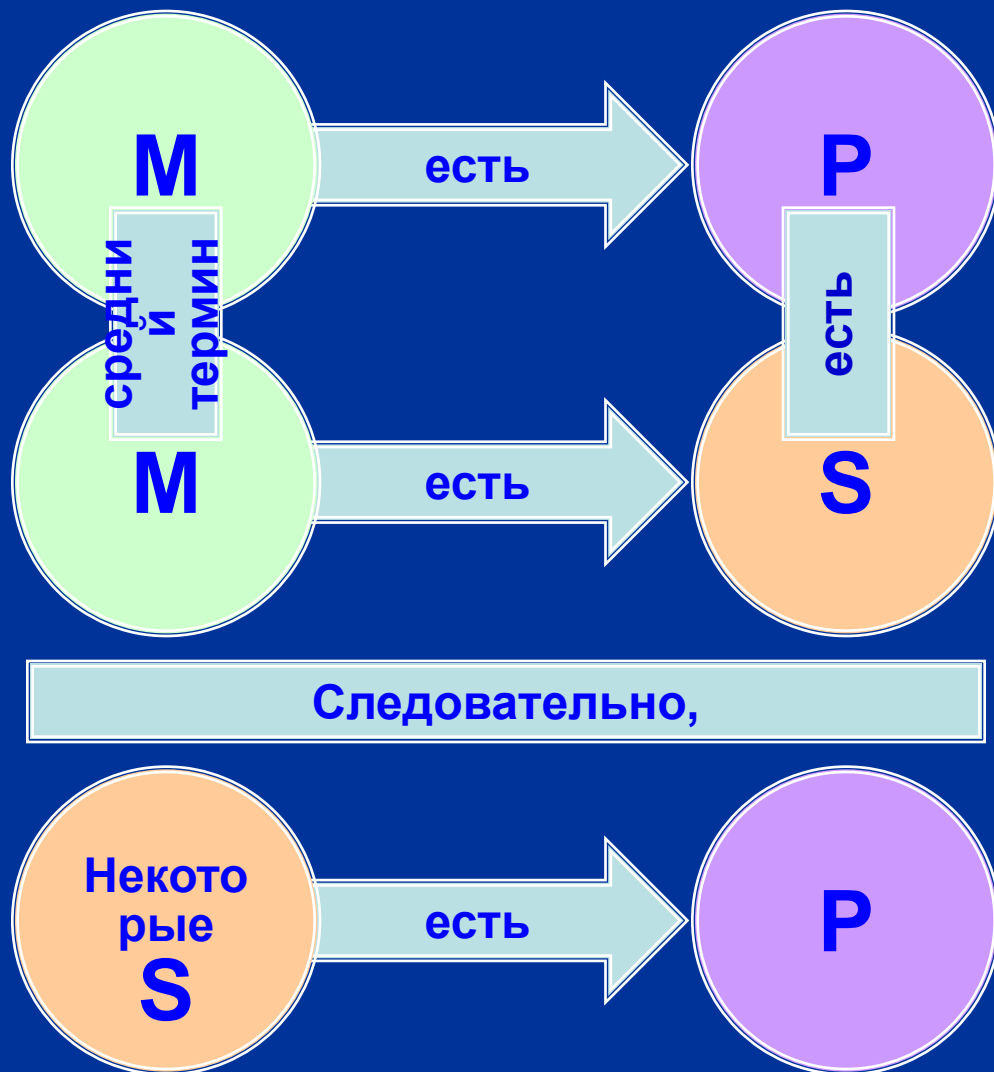 М
есть
Р
средни
й
термин
есть
М
есть
S
Следовательно,
Некото
рые
S
есть
Р